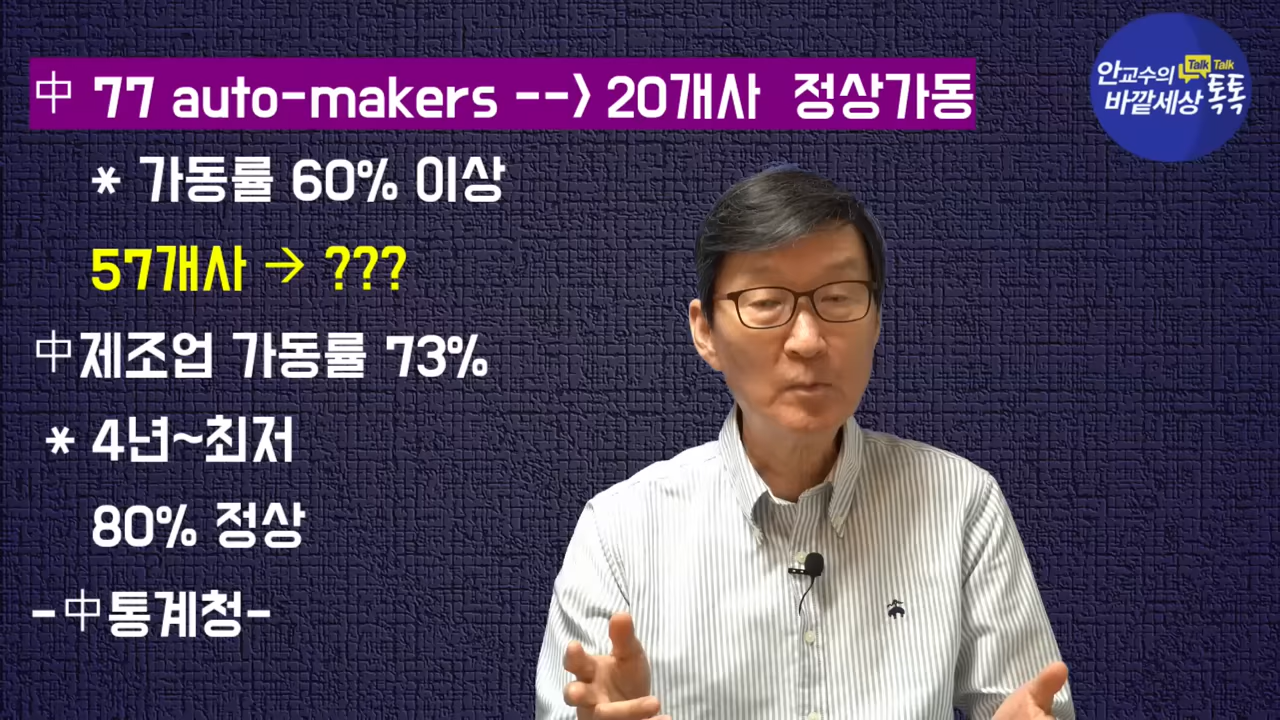 中 77 auto-makers --> 20개사 정상가동
* 가동률 60% 이상
57개사 → ???
中제조업 가동률 73%
* 4년~최저
80% 정상
-中통계청-
안교수의 Talk Talk
바깥세상 톡톡